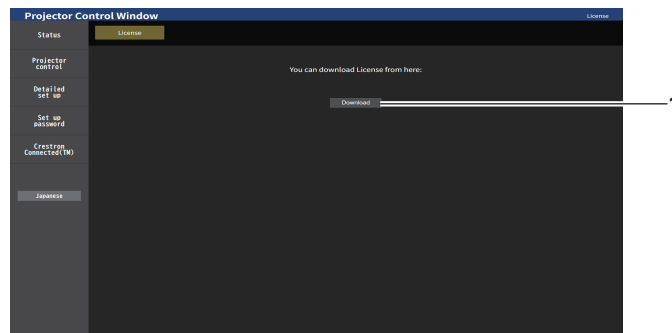 Projector Control Window
License
Status
License
Projector
control
Detailed
set up
Set up
password
Crestron
Connected(TM)
Japanese
You can download License from here:
Download
1